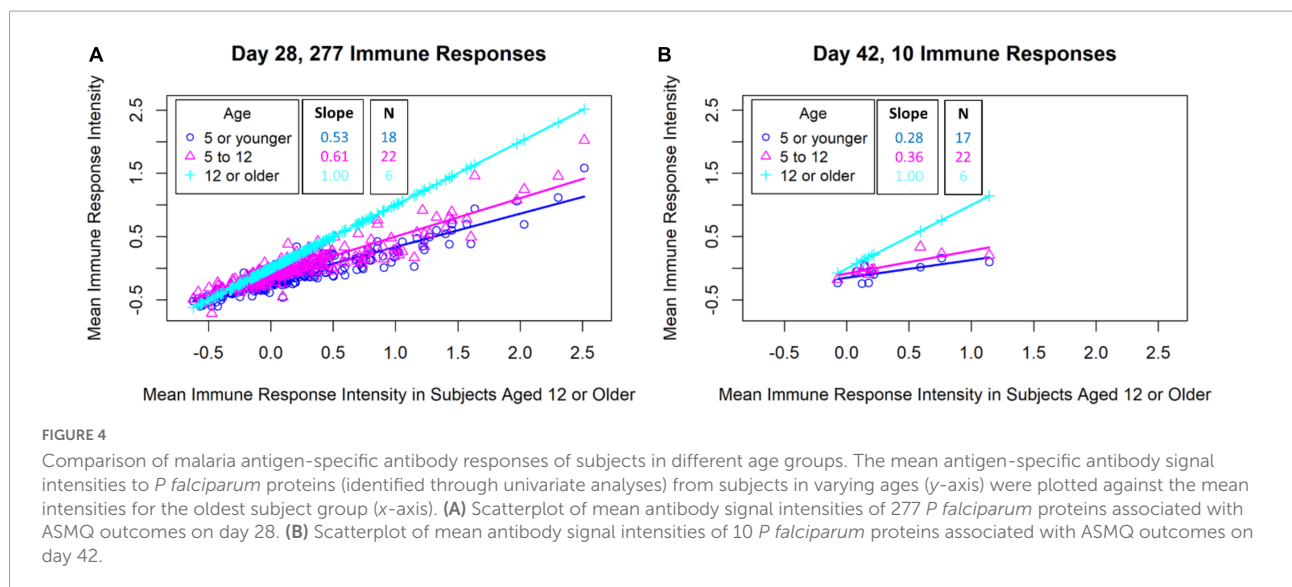 A
Day 28, 277 Immune Responses
Mean Immune Response Intensity
2.5
1.5
0.5
-0.5
Age Slope N
5 or younger 0.53 18
5 to 12 0.61 22
12 or older 1.00 6
-0.5 0.0 0.5 1.0 1.5 2.0 2.5
Mean Immune Response Intensity in Subjects Aged 12 or Older
B
Day 42, 10 Immune Responses
Mean Immune Response Intensity
2.5
1.5
0.5
-0.5
Age Slope N
5 or younger 0.28 17
5 to 12 0.36 22
12 or older 1.00 6
-0.5 0.0 0.5 1.0 1.5 2.0 2.5
Mean Immune Response Intensity in Subjects Aged 12 or Older
FIGURE 4
Comparison of malaria antigen-specific antibody responses of subjects in different age groups. The mean antigen-specific antibody signal
intensities to P falciparum proteins (identified through univariate analyses) from subjects in varying ages (y-axis) were plotted against the mean
intensities for the oldest subject group (x-axis). (A) Scatterplot of mean antibody signal intensities of 277 P falciparum proteins associated with
ASMQ outcomes on day 28. (B) Scatterplot of mean antibody signal intensities of 10 P falciparum proteins associated with ASMQ outcomes on
day 42.